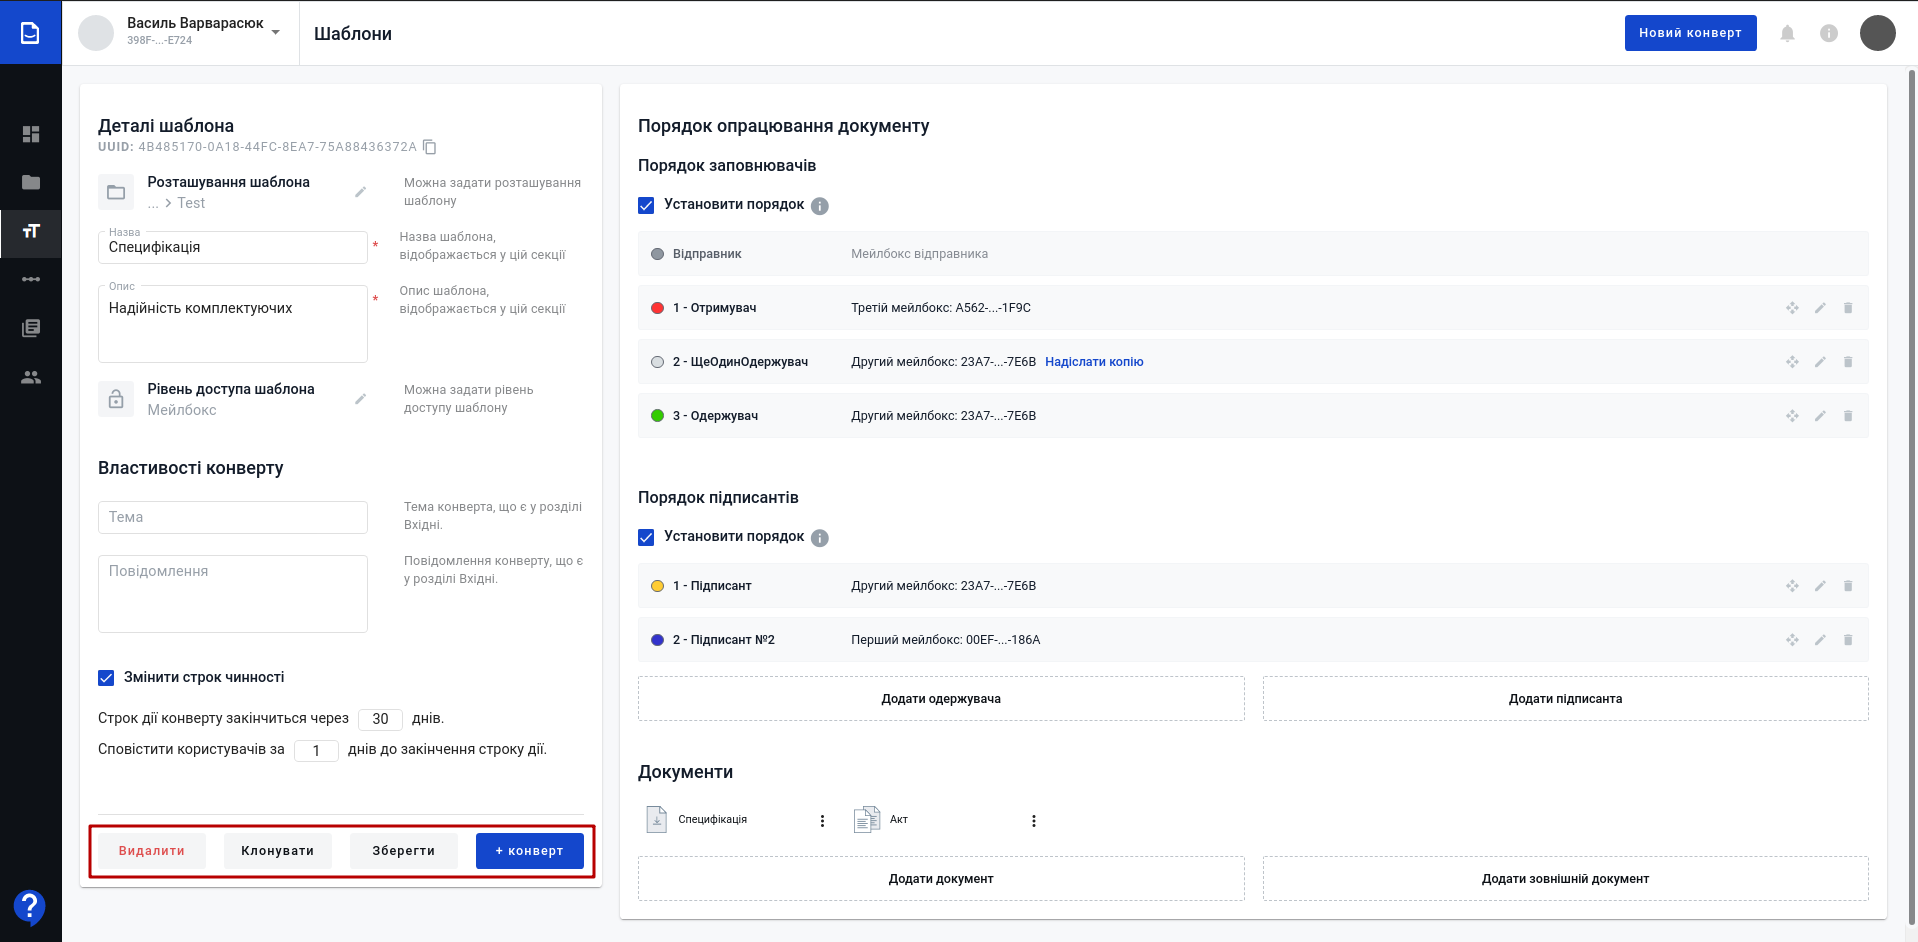 Василь Варварасюк
398F-...-E724
Шаблони
Новий конверт
Деталі шаблона
UUID: 4B485170-0A18-44FC-8EA7-75A88436372A
Розташування шаблона
... > Test
Можна задати розташування
шаблону
Назва
Специфікація
*
Назва шаблона,
відображається у цій секції
Опис
Надійність комплектуючих
*
Опис шаблона,
відображається у цій секції
Рівень доступа шаблона
Мейлбокс
Можна задати рівень
доступу шаблону
Властивості конверту
Тема
Тема конверта, що є у розділі
Вхідні.
Повідомлення
Повідомлення конверту, що є
у розділі Вхідні.
Змінити строк чинності
Строк дії конверту закінчиться через 30 днів.
Сповістити користувачів за 1 днів до закінчення строку дії.
Видалити
Клонувати
Зберегти
+ конверт
Порядок опрацювання документу
Порядок заповнювачів
Установити порядок
Відправник Мейлбокс відправника
1 - Отримувач Третій мейлбокс: A562-...-1F9C
2 - ЩеОдинОдержувач Другий мейлбокс: 23A7-...-7E6B Надіслати копію
3 - Одержувач Другий мейлбокс: 23A7-...-7E6B
Порядок підписантів
Установити порядок
1 - Підписант Другий мейлбокс: 23A7-...-7E6B
2 - Підписант №2 Перший мейлбокс: 00EF-...-186A
Додати одержувача
Додати підписанта
Документи
Специфікація
Акт
Додати документ
Додати зовнішній документ